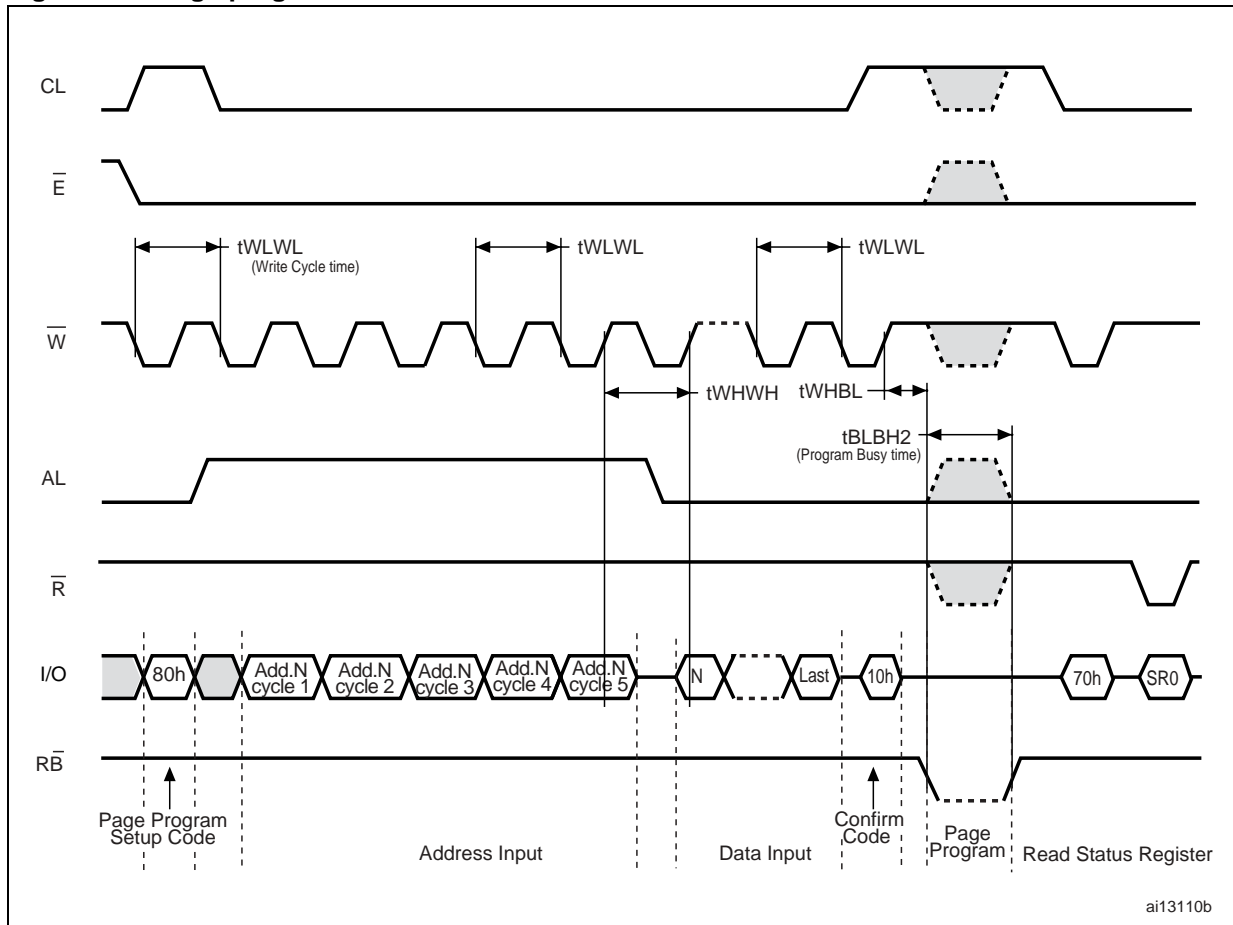 CL
E
tWLWL
tWLWL
tWLWL
(Write Cycle time)
W
tWHWH
tWHBL
tBLBH2
(Program Busy time)
AL
R
I/O
80h
Add.N
cycle 1
Add.N
cycle 2
Add.N
cycle 3
Add.N
cycle 4
Add.N
cycle 5
N
Last
10h
70h
SR0
RB
Page Program
Setup Code
Address Input
Data Input
Confirm
Code
Page
Program
Read Status Register
ai13110b